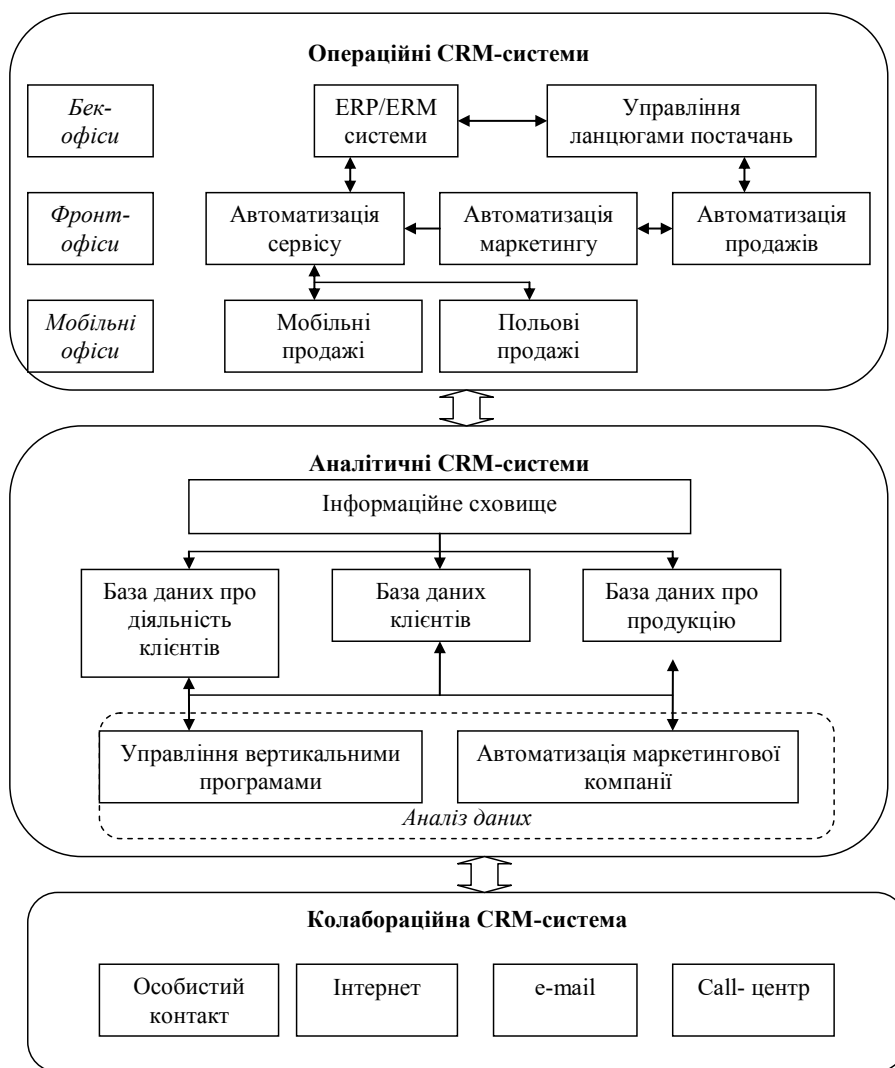 Операційні CRM-системи
Бек-
офіси
ERP/ERM
системи
Управління
ланцюгами постачань
Фронт-
офіси
Автоматизація
сервісу
Автоматизація
маркетингу
Автоматизація
продажів
Мобільні
офіси
Мобільні
продажі
Польові
продажі
Аналітичні CRM-системи
Інформаційне сховище
База даних про
діяльність
клієнтів
База даних
клієнтів
База даних про
продукцію
Управління вертикальними
програмами
Автоматизація маркетингової
компанії
Аналіз даних
Колабораційна CRM-система
Особистий
контакт
Інтернет
e-mail
Call- центр